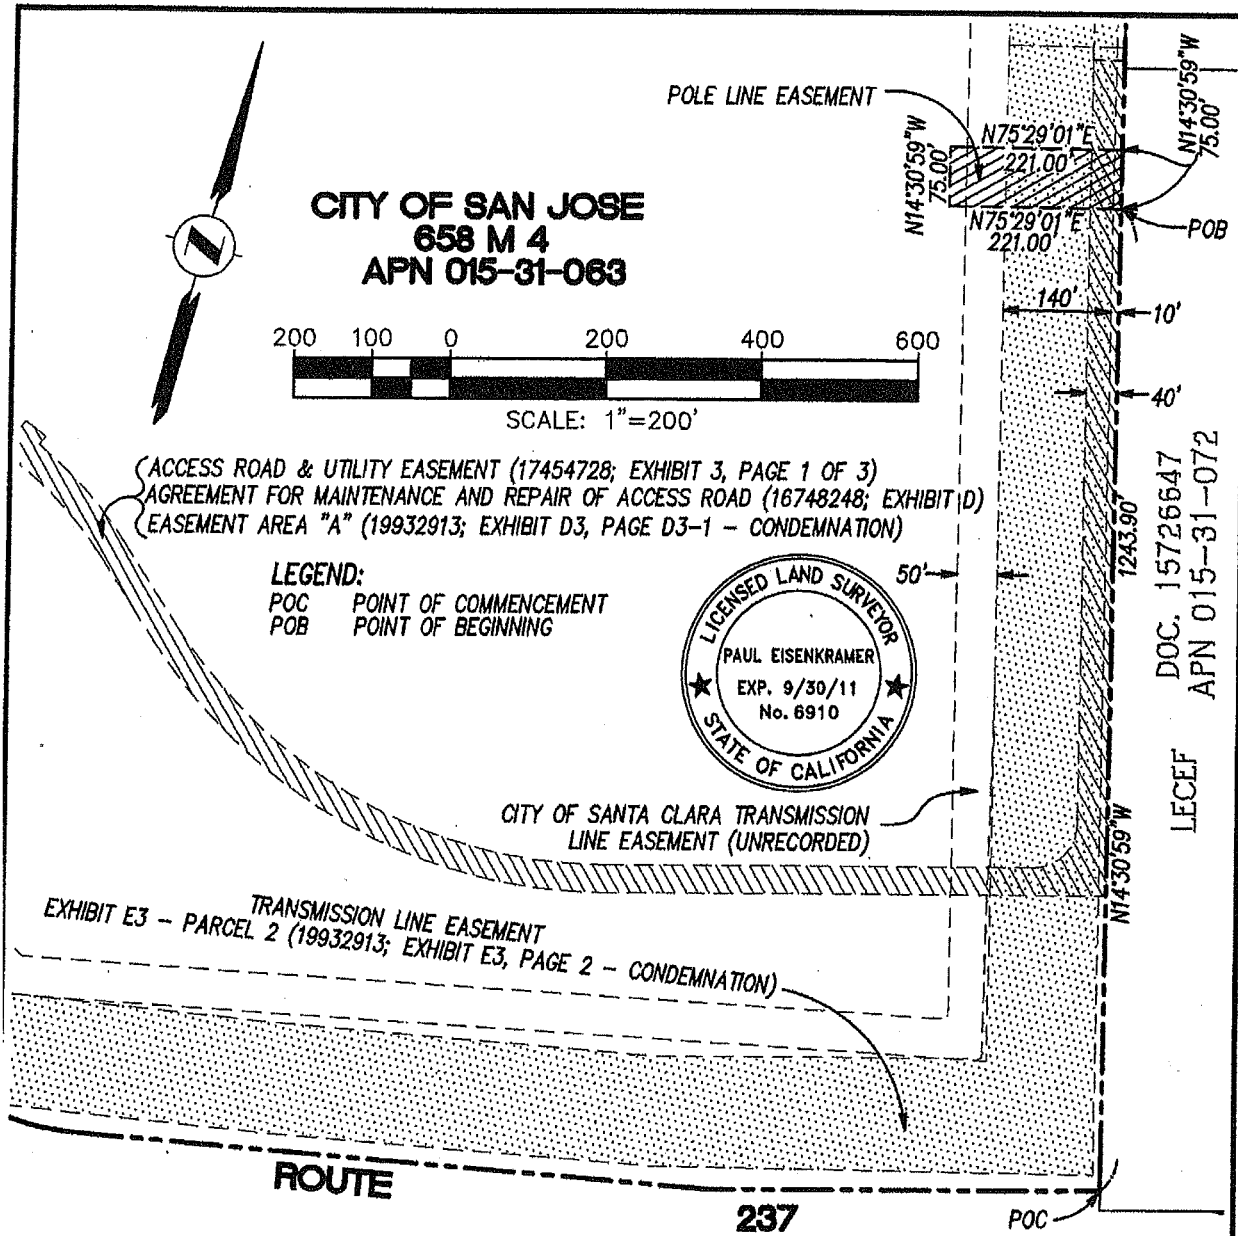 POLE LINE EASEMENT
N14°30'59"W
75.00'
N75°29'01"E
221.00'
N14°30'59"W
75.00'
N75°29'01"E
221.00'
POB
CITY OF SAN JOSE
658 M 4
APN 015-31-063
140'
10'
200 100 0 200 400 600
SCALE: 1"=200'
40'
ACCESS ROAD & UTILITY EASEMENT (17454728; EXHIBIT 3, PAGE 1 OF 3)
AGREEMENT FOR MAINTENANCE AND REPAIR OF ACCESS ROAD (16748248; EXHIBIT D)
EASEMENT AREA "A" (19932913; EXHIBIT D3, PAGE D3-1 - CONDEMNATION)
1243.90'
N14°30'59"W
LECEF DOC. 15726647
APN 015-31-072
LEGEND:
POC POINT OF COMMENCEMENT
POB POINT OF BEGINNING
50'
LICENSED LAND SURVEYOR
PAUL EISENKRAMER
EXP. 9/30/11
No. 6910
STATE OF CALIFORNIA
CITY OF SANTA CLARA TRANSMISSION
LINE EASEMENT (UNRECORDED)
TRANSMISSION LINE EASEMENT
EXHIBIT E3 - PARCEL 2 (19932913; EXHIBIT E3, PAGE 2 - CONDEMNATION)
ROUTE
237
POC